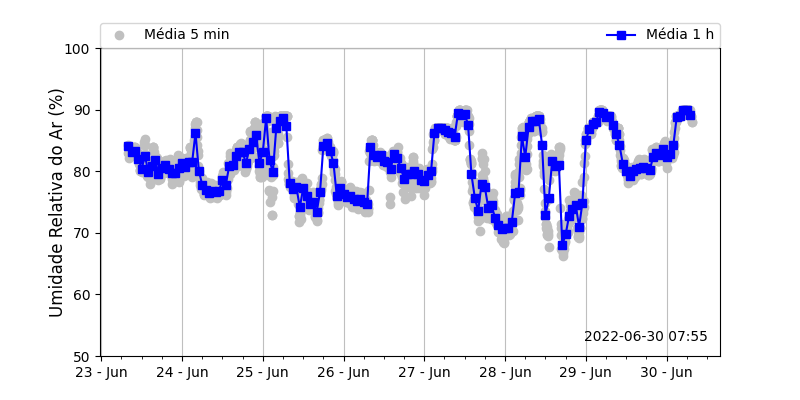 Média 5 min Média 1 h
Umidade Relativa do Ar (%)
100
90
80
70
60
50
2022-06-30 07:55
23 - Jun 24 - Jun 25 - Jun 26 - Jun 27 - Jun 28 - Jun 29 - Jun 30 - Jun